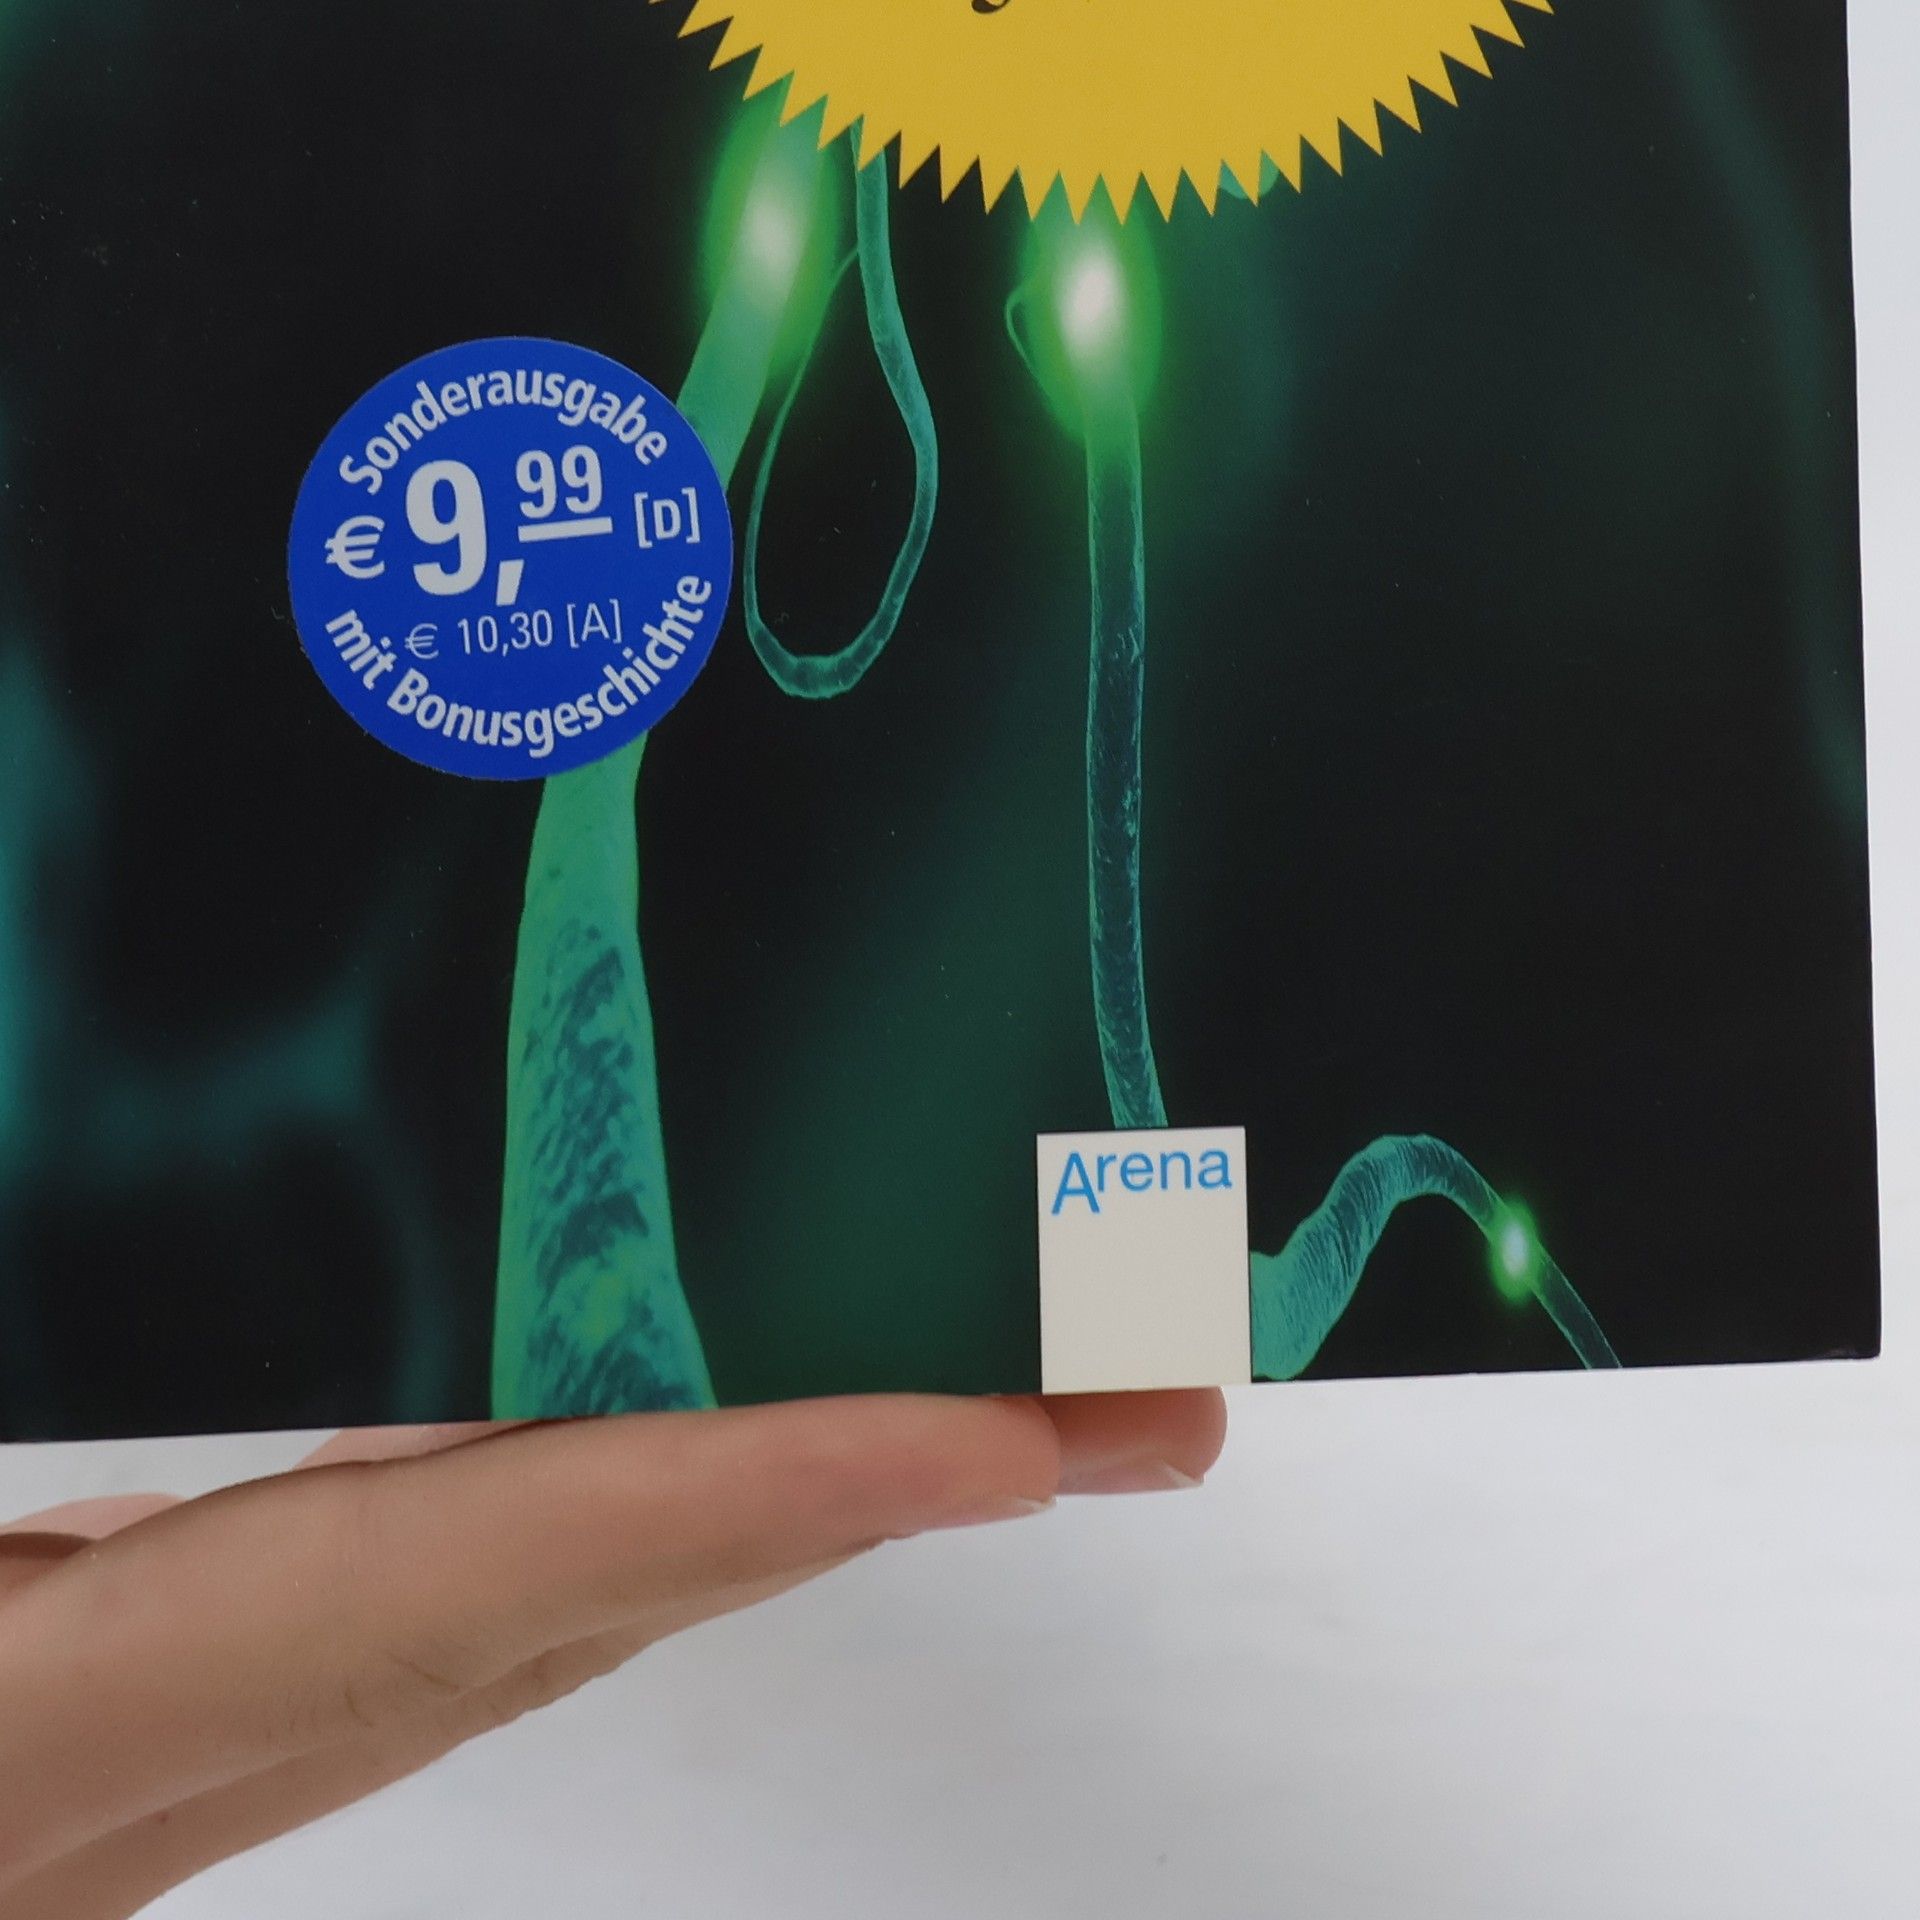 Sonderausgabe
€ 9,99 [D]
€ 10,30 [A]
mit Bonusgeschichte
Arena